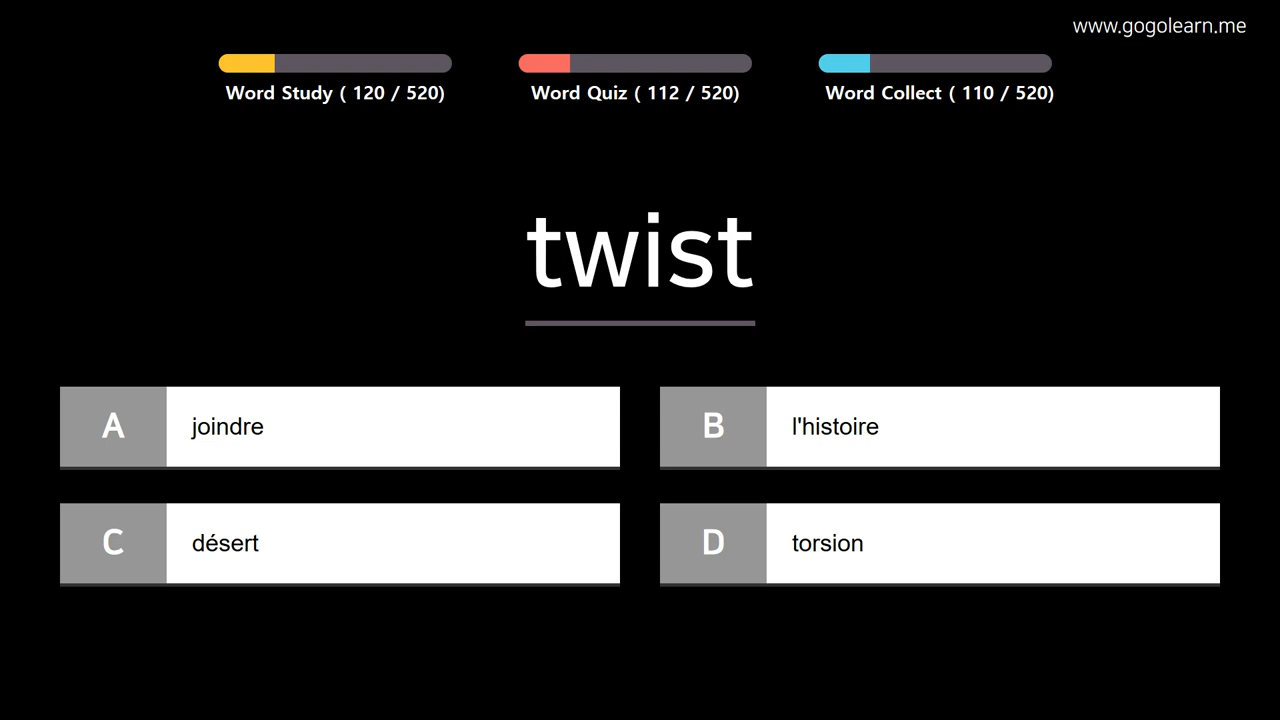 www.gogolearn.me
Word Study ( 120 / 520)
Word Quiz ( 112 / 520)
Word Collect ( 110 / 520)
twist
A joindre
B l'histoire
C désert
D torsion